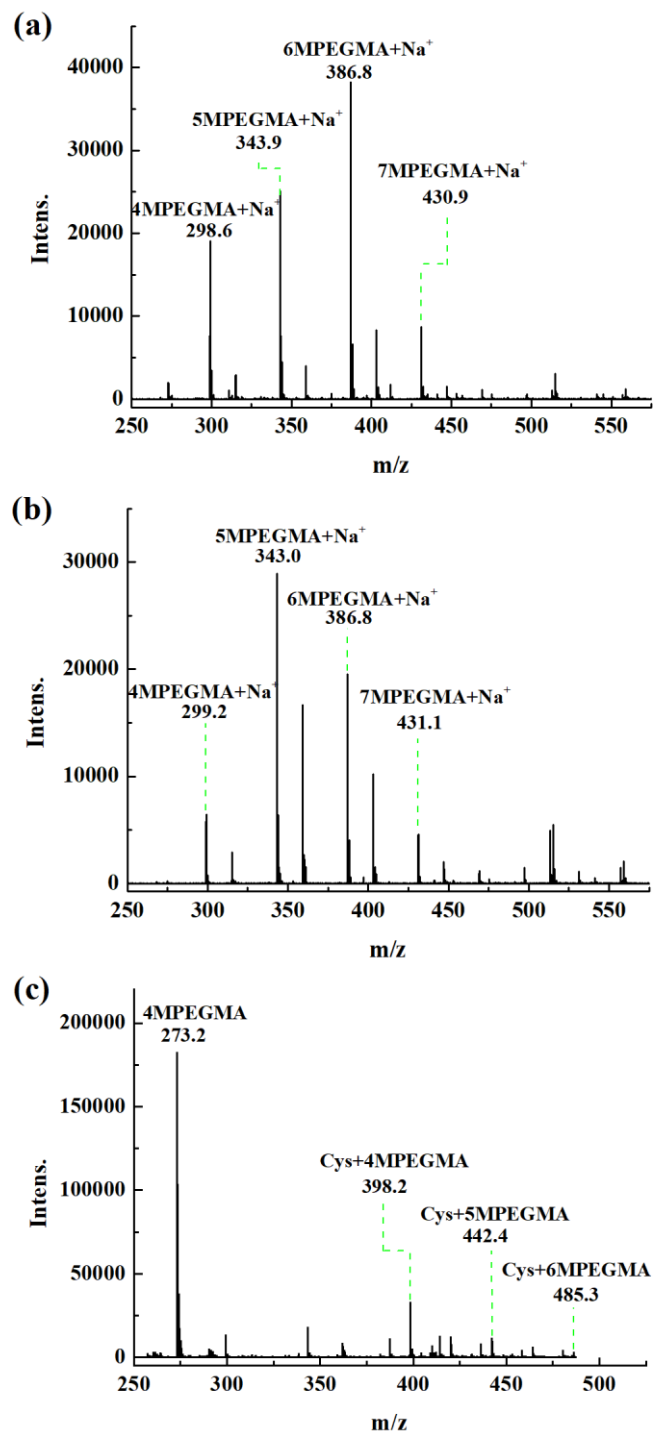 (a)
6MPEGMA+Na⁺
386.8
5MPEGMA+Na⁺
343.9
7MPEGMA+Na⁺
430.9
4MPEGMA+Na⁺
298.6
40000
30000
20000
10000
0
Intens.
250 300 350 400 450 500 550
m/z
(b)
5MPEGMA+Na⁺
343.0
6MPEGMA+Na⁺
386.8
4MPEGMA+Na⁺
299.2
7MPEGMA+Na⁺
431.1
30000
20000
10000
0
Intens.
250 300 350 400 450 500 550
m/z
(c)
4MPEGMA
273.2
Cys+4MPEGMA
398.2
Cys+5MPEGMA
442.4
Cys+6MPEGMA
485.3
200000
150000
100000
50000
0
Intens.
250 300 350 400 450 500
m/z